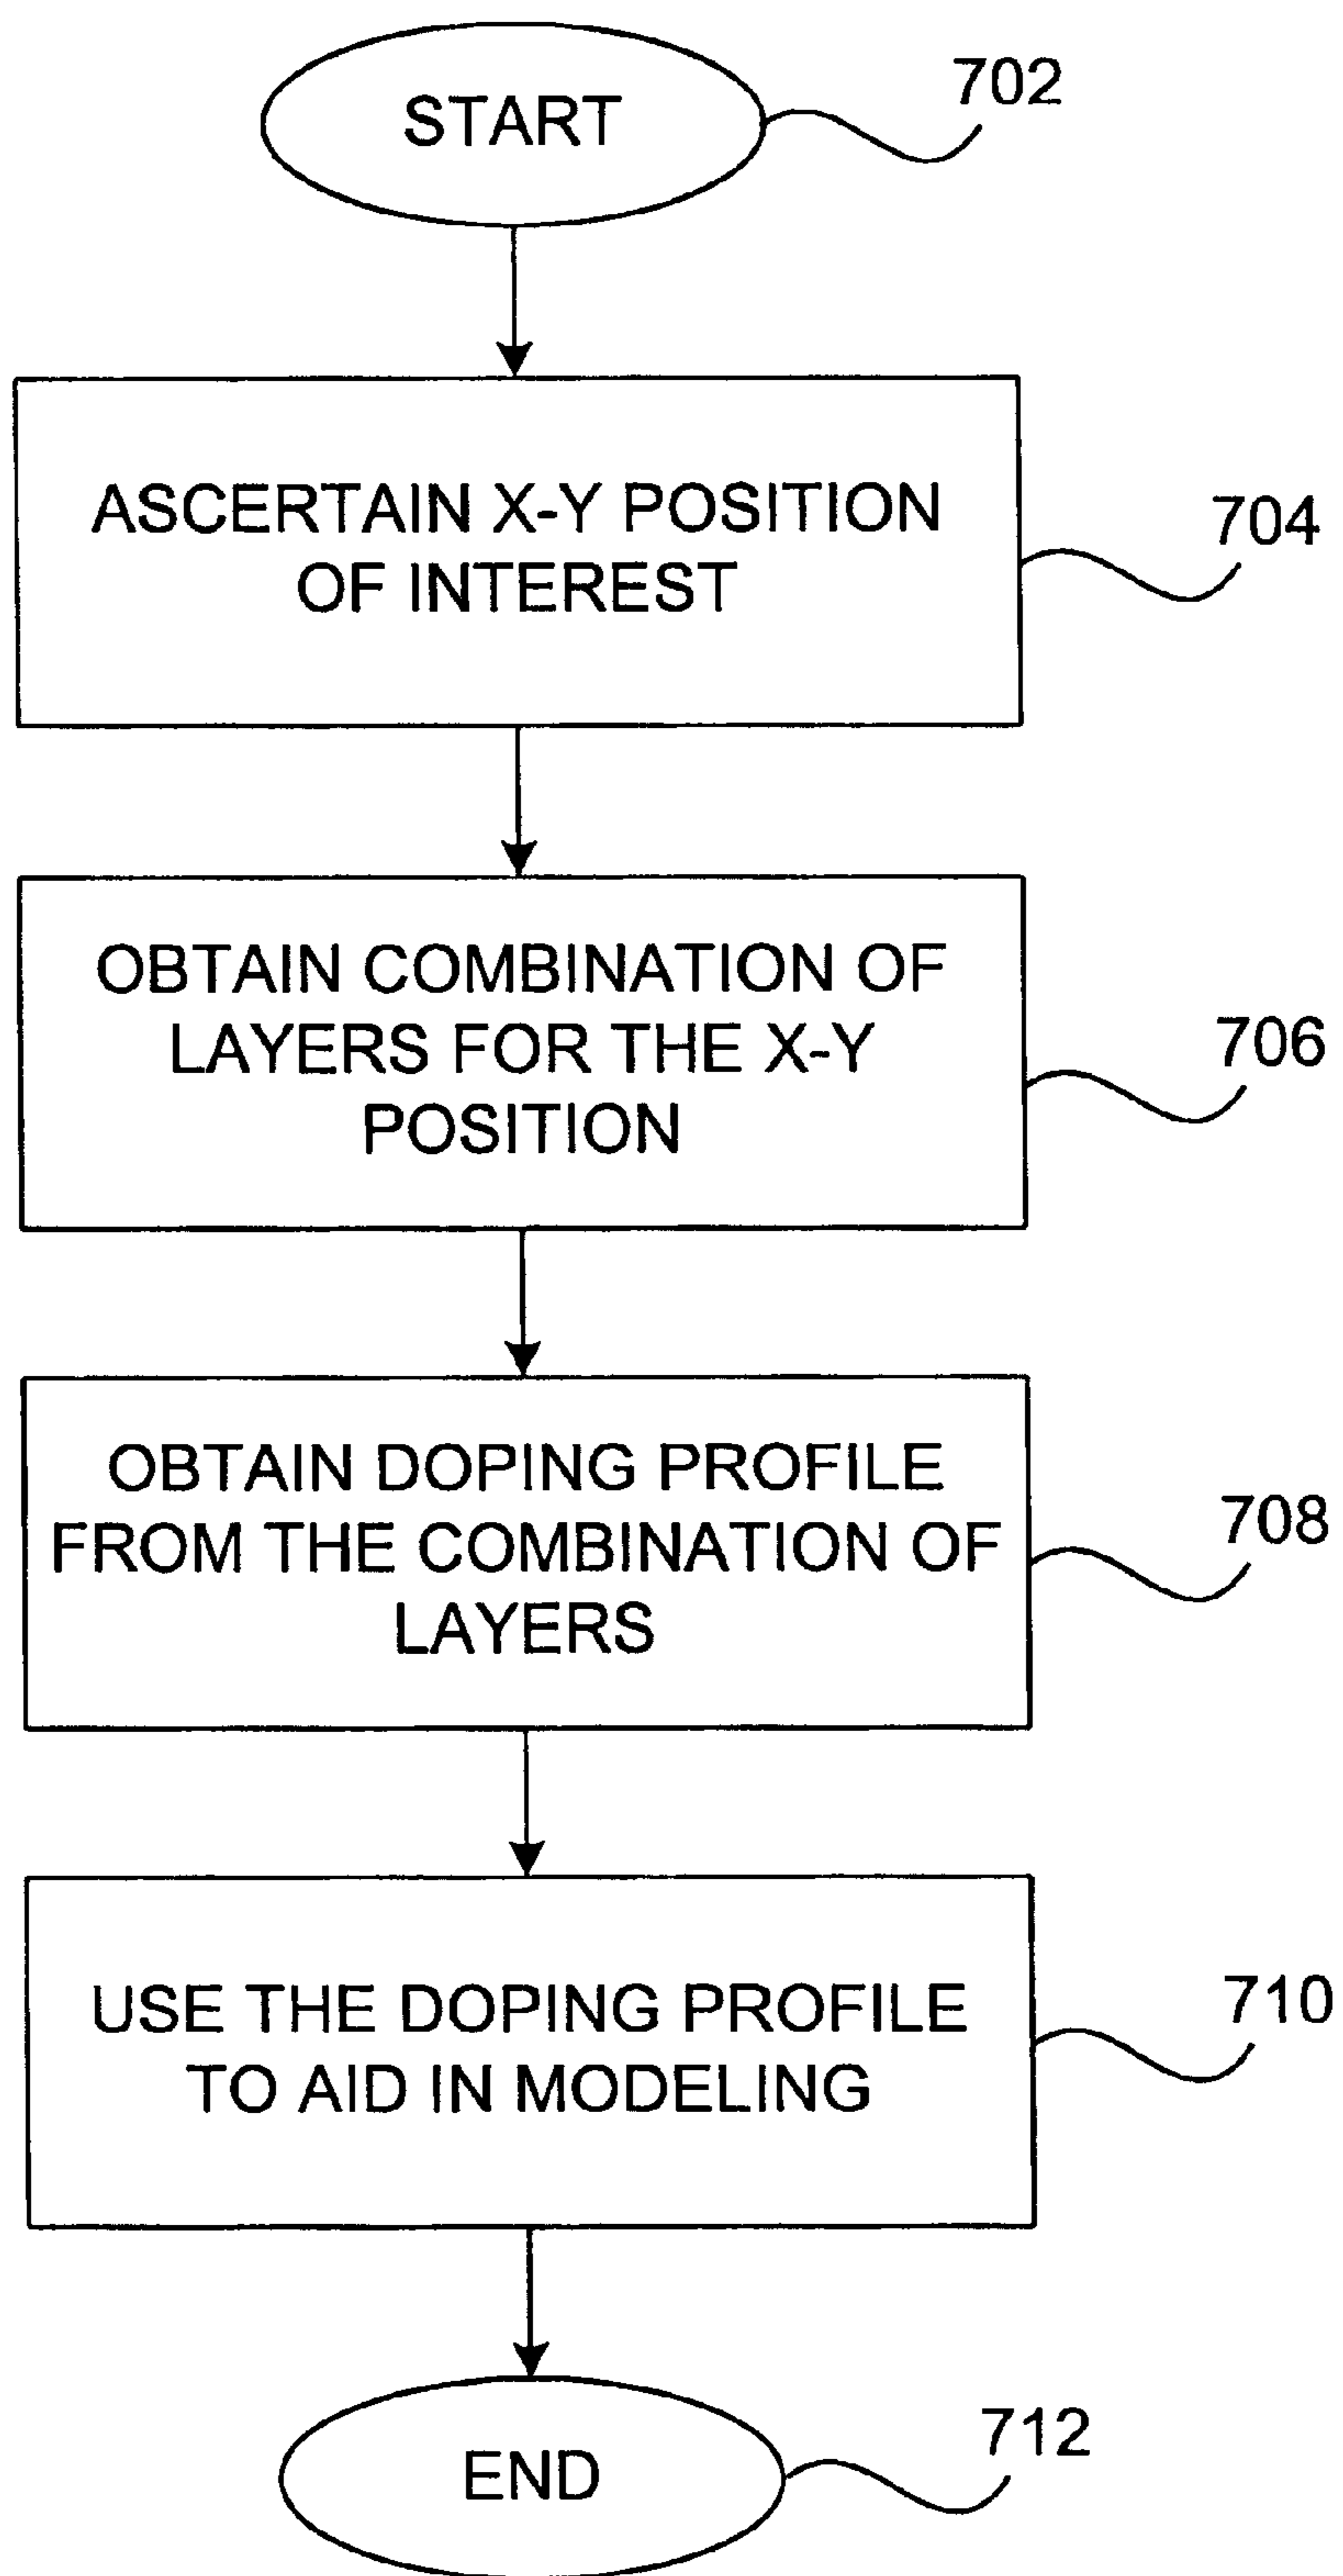 START
702
ASCERTAIN X-Y POSITION
OF INTEREST
704
OBTAIN COMBINATION OF
LAYERS FOR THE X-Y
POSITION
706
OBTAIN DOPING PROFILE
FROM THE COMBINATION OF
LAYERS
708
USE THE DOPING PROFILE
TO AID IN MODELING
710
END
712